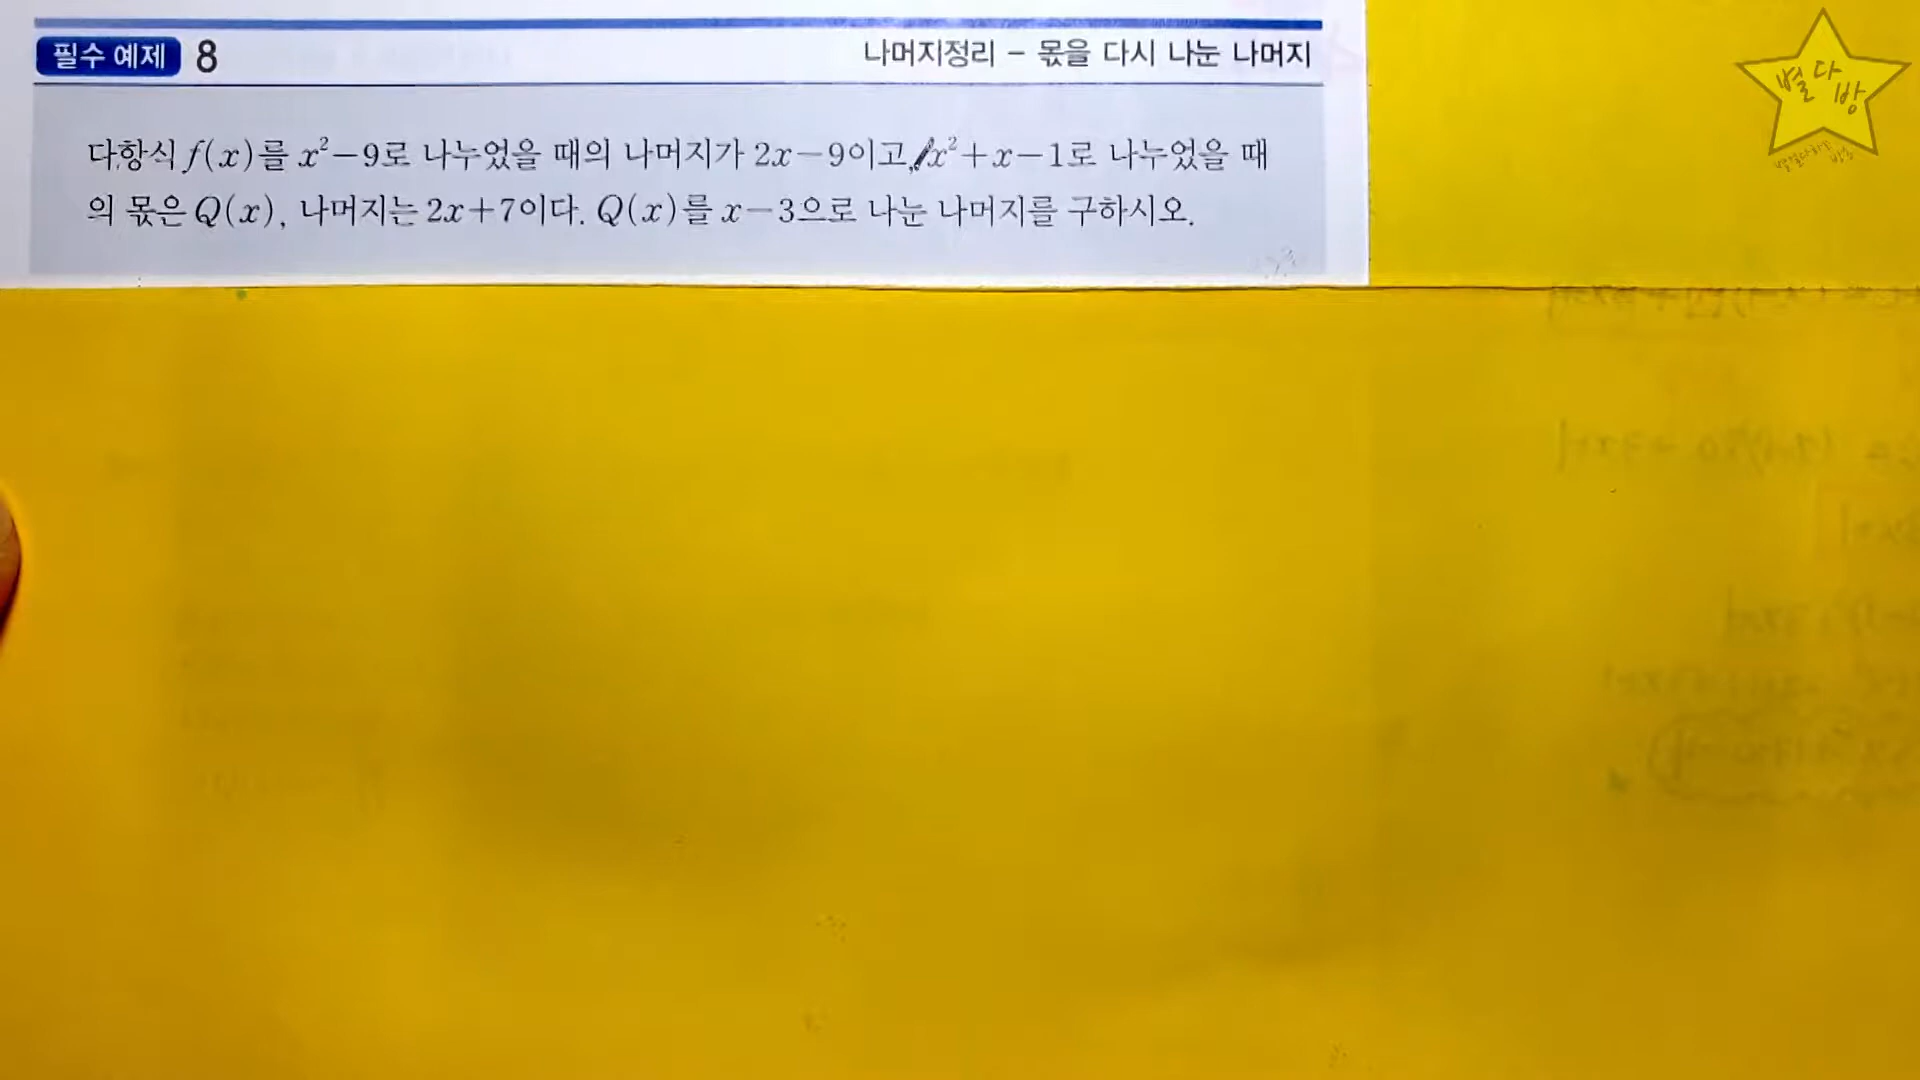 필수 예제 8
나머지정리 - 몫을 다시 나눈 나머지
별다방
다항식 f(x)를 x²-9로 나누었을 때의 나머지가 2x-9이고, x²+x-1로 나누었을 때
의 몫은 Q(x), 나머지는 2x+7이다. Q(x)를 x-3으로 나눈 나머지를 구하시오.